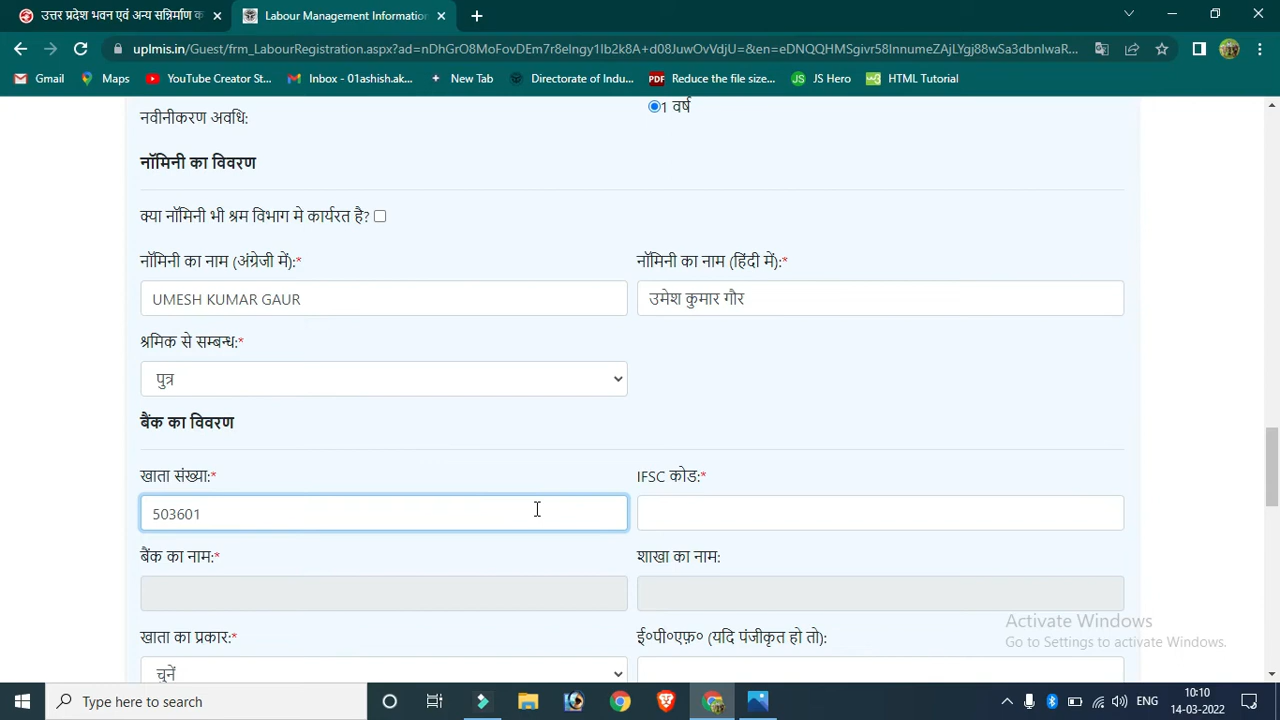 उत्तर प्रदेश भवन एवं अन्य सन्निर्माण क
Labour Management Information
uplmis.in/Guest/frm_LabourRegistration.aspx?ad=nDhGrO8MoFovDEm7r8elngy1Ib2k8A+d08JuwOvVdjU=&en=eDNQQHMSgivr58InnumeZAjLYgj88wSa3dbnlwaR...
Gmail Maps YouTube Creator St... Inbox - 01ashish.ak... New Tab Directorate of Indu... PDF Reduce the file size... JS JS Hero HTML Tutorial
नवीनीकरण अवधि: 1 वर्ष
नॉमिनी का विवरण
क्या नॉमिनी भी श्रम विभाग मे कार्यरत है?
नॉमिनी का नाम (अंग्रेजी में):* नॉमिनी का नाम (हिंदी में):*
UMESH KUMAR GAUR उमेश कुमार गौर
श्रमिक से सम्बन्ध:*
पुत्र
बैंक का विवरण
खाता संख्या:* IFSC कोड:*
503601
बैंक का नाम:* शाखा का नाम:
Activate Windows
खाता का प्रकार:* ई०पी०एफ़० (यदि पंजीकृत हो तो):
Go to Settings to activate Windows.
चुनें
Type here to search ENG 10:10
14-03-2022